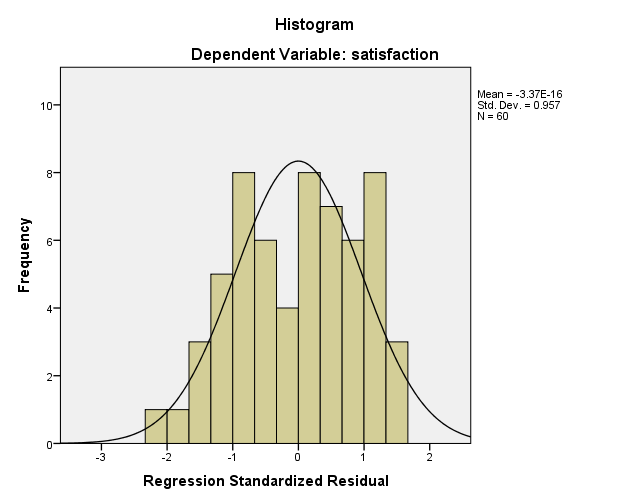 Histogram
Dependent Variable: satisfaction
Mean = -3.37E-16
Std. Dev. = 0.957
N = 60
10
8
6
4
2
0
Frequency
-3 -2 -1 0 1 2
Regression Standardized Residual